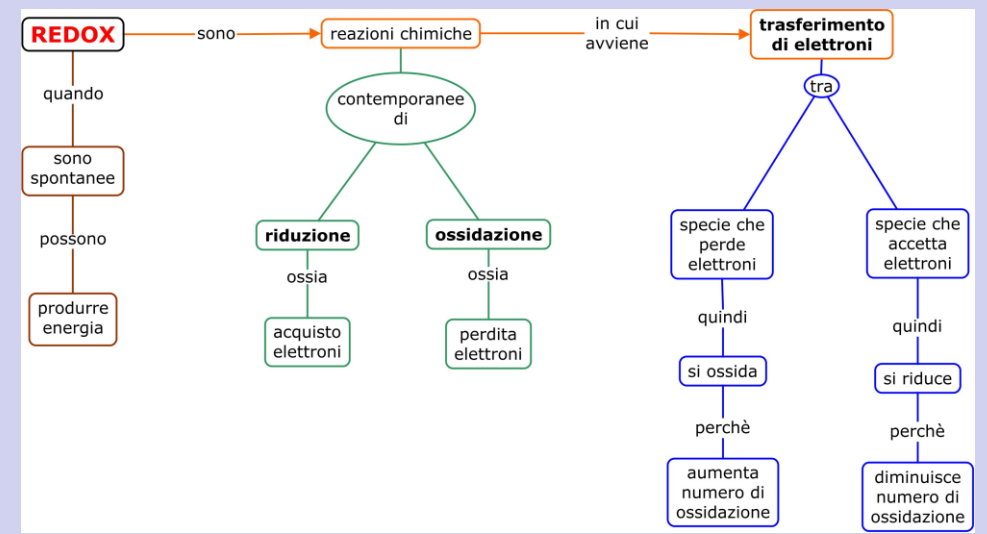 REDOX
sono
reazioni chimiche
in cui
avviene
trasferimento
di elettroni
quando
sono
spontanee
possono
produrre
energia
contemporanee
di
riduzione
ossia
acquisto
elettroni
ossidazione
ossia
perdita
elettroni
tra
specie che
perde
elettroni
quindi
si ossida
perchè
aumenta
numero di
ossidazione
specie che
accetta
elettroni
quindi
si riduce
perchè
diminuisce
numero di
ossidazione